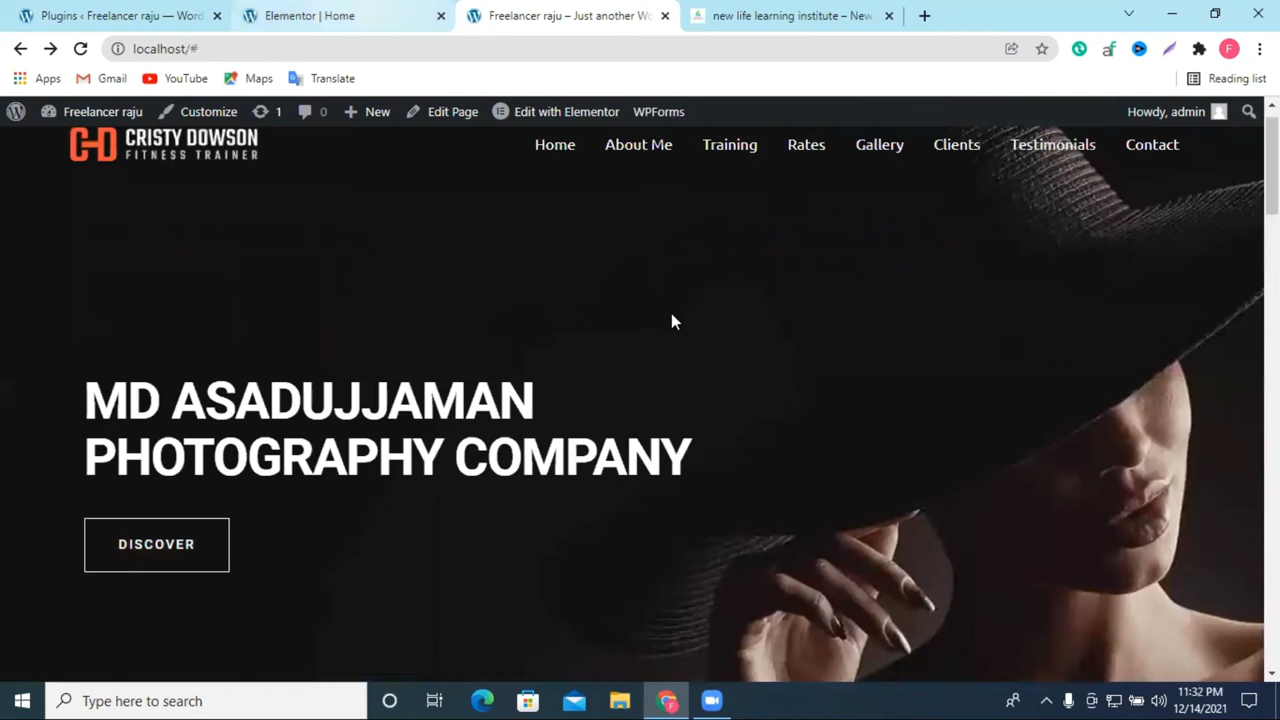 Plugins ‹ Freelancer raju — Word
Elementor | Home
Freelancer raju – Just another Wo
new life learning institute – New
localhost/#
Apps
Gmail
YouTube
Maps
Translate
Reading list
Freelancer raju
Customize
1
0
New
Edit Page
Edit with Elementor
WPForms
Howdy, admin
CRISTY DOWSON
FITNESS TRAINER
Home
About Me
Training
Rates
Gallery
Clients
Testimonials
Contact
MD ASADUJJAMAN
PHOTOGRAPHY COMPANY
DISCOVER
Type here to search
11:32 PM
12/14/2021